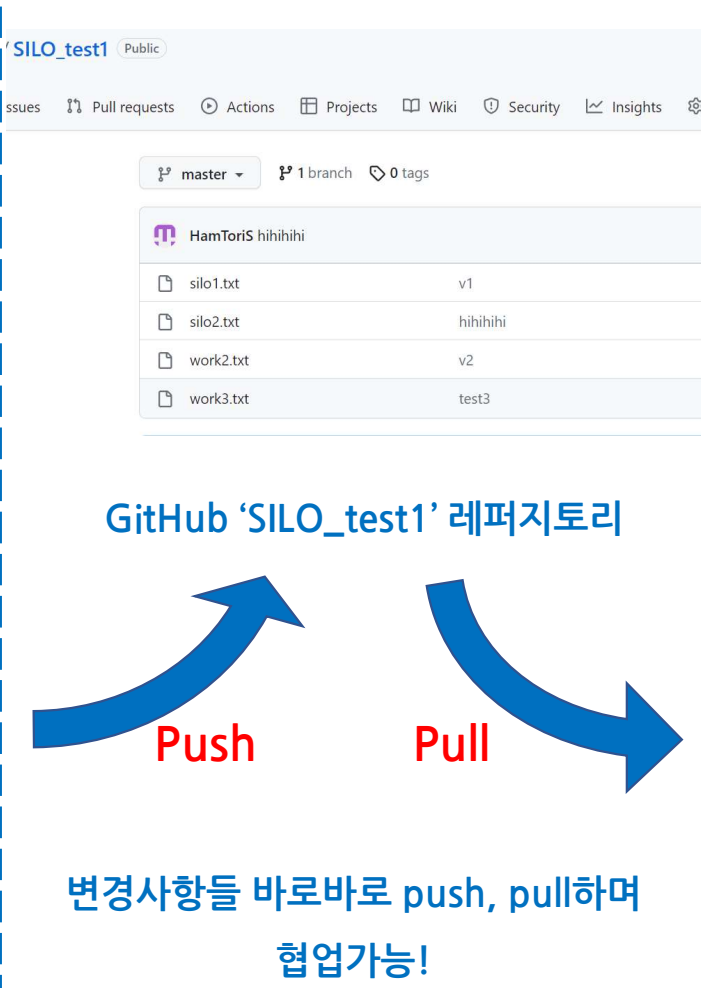 / SILO_test1 Public
ssues Pull requests Actions Projects Wiki Security Insights
master 1 branch 0 tags
HamToriS hihihihi
silo1.txt v1
silo2.txt hihihihi
work2.txt v2
work3.txt test3
GitHub ‘SILO_test1’ 레퍼지토리
Push Pull
변경사항들 바로바로 push, pull하며
협업가능!